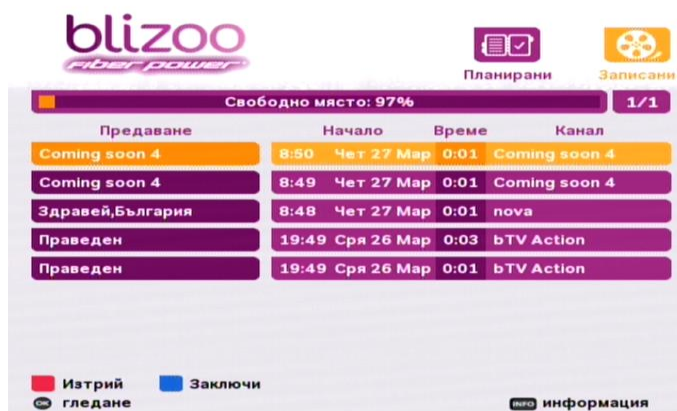 blizoo
Fiber power
Планирани
Записани
Свободно място: 97%
1/1
Предаване Начало Време Канал
Coming soon 4 8:50 Чет 27 Мар 0:01 Coming soon 4
Coming soon 4 8:49 Чет 27 Мар 0:01 Coming soon 4
Здравей,България 8:48 Чет 27 Мар 0:01 nova
Праведен 19:49 Сря 26 Мар 0:03 bTV Action
Праведен 19:49 Сря 26 Мар 0:01 bTV Action
Изтрий Заключи
OK гледане INFO информация